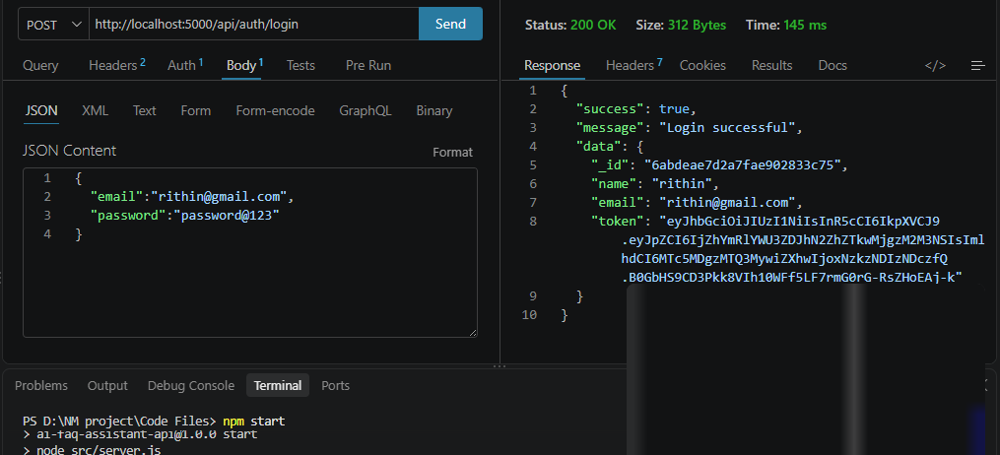 POST http://localhost:5000/api/auth/login Send
Query Headers 2 Auth 1 Body 1 Tests Pre Run
JSON XML Text Form Form-encode GraphQL Binary
JSON Content Format
1 {
2 "email":"rithin@gmail.com",
3 "password":"password@123"
4 }
Status: 200 OK Size: 312 Bytes Time: 145 ms
Response Headers 7 Cookies Results Docs </>
1 {
2 "success": true,
3 "message": "Login successful",
4 "data": {
5 "_id": "6abdeae7d2a7fae902833c75",
6 "name": "rithin",
7 "email": "rithin@gmail.com",
8 "token": "eyJhbGciOiJIUzI1NiIsInR5cCI6IkpXVCJ9
.eyJpZCI6IjZhYmRlYWU3ZDJhN2ZhZTkwMjgzM2M3NSIsIml
hdCI6MTc5MDgzMTQ3MywiZXhwIjoxNzkzNDIzNDczfQ
.B0GbHS9CD3Pkk8VIh10WFf5LF7rmG0rG-RsZHoEAj-k"
9 }
10 }
Problems Output Debug Console Terminal Ports
PS D:\NM project\Code Files> npm start
> ai-faq-assistant-api@1.0.0 start
> node src/server.js